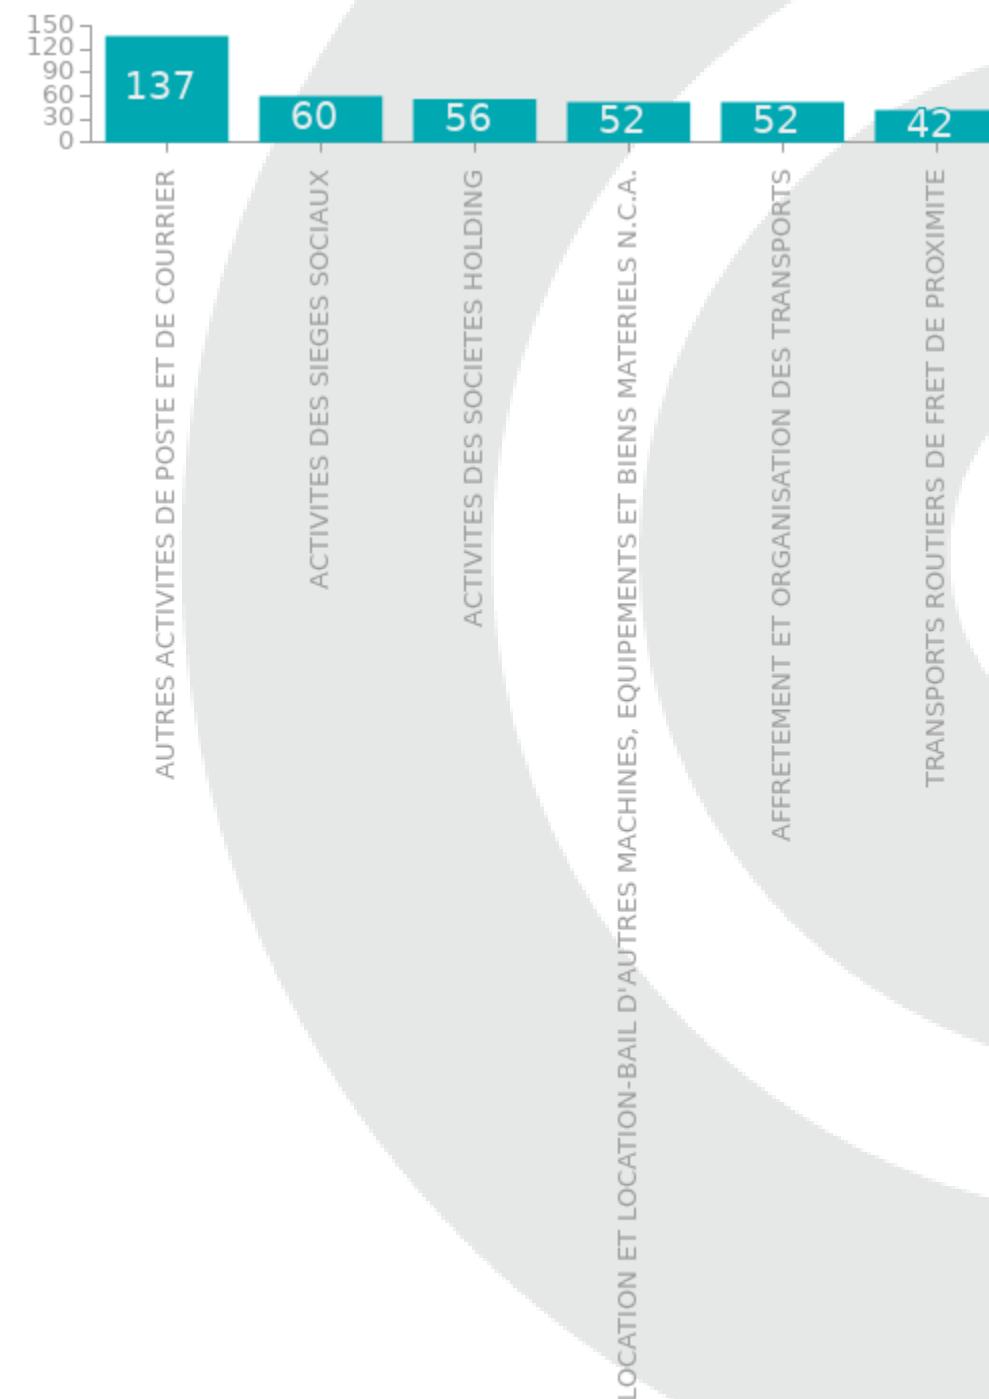 150
120
90
60
30
0
137
60
56
52
52
42
AUTRES ACTIVITES DE POSTE ET DE COURRIER
ACTIVITES DES SIEGES SOCIAUX
ACTIVITES DES SOCIETES HOLDING
LOCATION ET LOCATION-BAIL D'AUTRES MACHINES, EQUIPEMENTS ET BIENS MATERIELS N.C.A.
AFFRETEMENT ET ORGANISATION DES TRANSPORTS
TRANSPORTS ROUTIERS DE FRET DE PROXIMITE